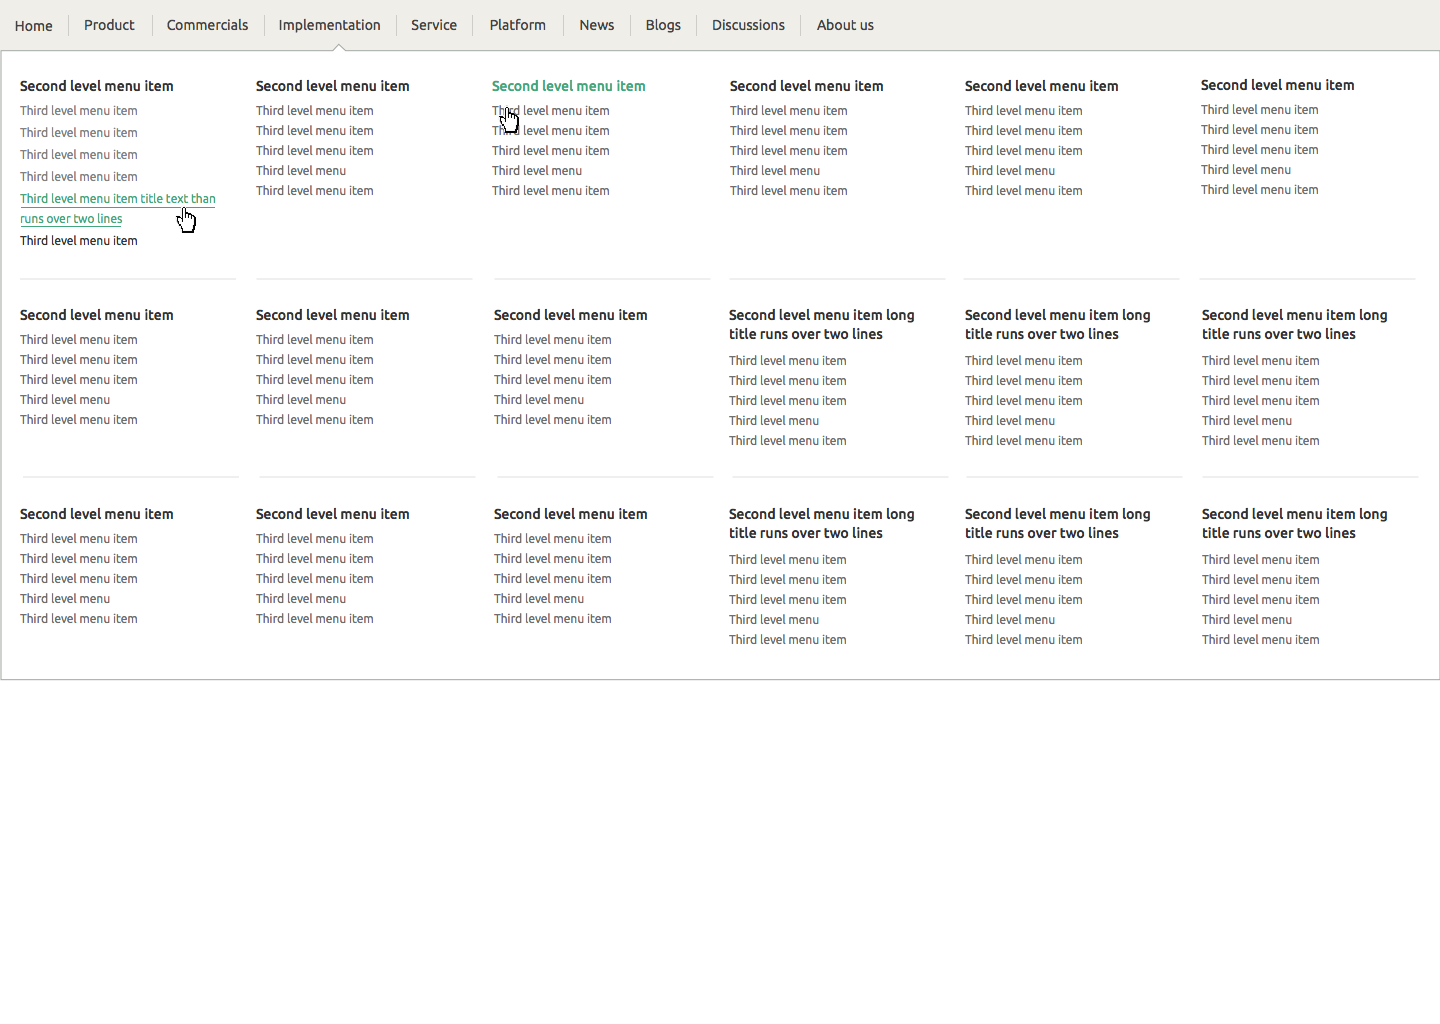 Home
Product
Commercials
Implementation
Service
Platform
News
Blogs
Discussions
About us
Second level menu item
Third level menu item
Third level menu item
Third level menu item
Third level menu item
Third level menu item title text than
runs over two lines
Third level menu item
Second level menu item
Third level menu item
Third level menu item
Third level menu item
Third level menu
Third level menu item
Second level menu item
Third level menu item
Third level menu item
Third level menu item
Third level menu
Third level menu item
Second level menu item
Third level menu item
Third level menu item
Third level menu item
Third level menu
Third level menu item
Second level menu item
Third level menu item
Third level menu item
Third level menu item
Third level menu
Third level menu item
Second level menu item
Third level menu item
Third level menu item
Third level menu item
Third level menu
Third level menu item
Second level menu item
Third level menu item
Third level menu item
Third level menu item
Third level menu
Third level menu item
Second level menu item
Third level menu item
Third level menu item
Third level menu item
Third level menu
Third level menu item
Second level menu item
Third level menu item
Third level menu item
Third level menu item
Third level menu
Third level menu item
Second level menu item long
title runs over two lines
Third level menu item
Third level menu item
Third level menu item
Third level menu
Third level menu item
Second level menu item long
title runs over two lines
Third level menu item
Third level menu item
Third level menu item
Third level menu
Third level menu item
Second level menu item long
title runs over two lines
Third level menu item
Third level menu item
Third level menu item
Third level menu
Third level menu item
Second level menu item
Third level menu item
Third level menu item
Third level menu item
Third level menu
Third level menu item
Second level menu item
Third level menu item
Third level menu item
Third level menu item
Third level menu
Third level menu item
Second level menu item
Third level menu item
Third level menu item
Third level menu item
Third level menu
Third level menu item
Second level menu item long
title runs over two lines
Third level menu item
Third level menu item
Third level menu item
Third level menu
Third level menu item
Second level menu item long
title runs over two lines
Third level menu item
Third level menu item
Third level menu item
Third level menu
Third level menu item
Second level menu item long
title runs over two lines
Third level menu item
Third level menu item
Third level menu item
Third level menu
Third level menu item